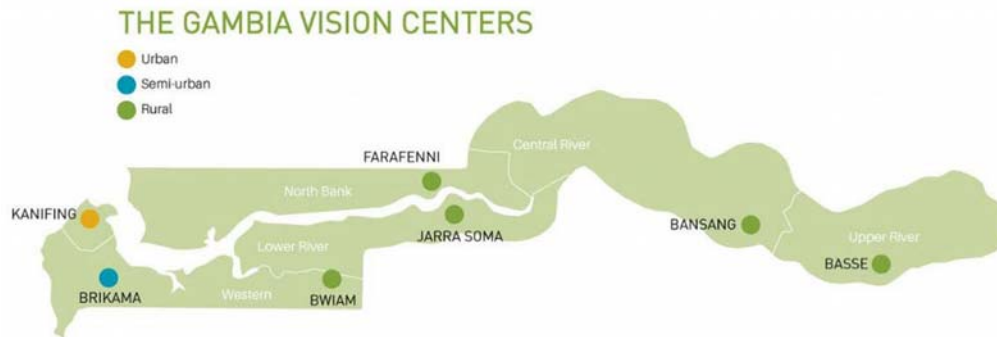 THE GAMBIA VISION CENTERS
Urban
Semi-urban
Rural
Central River
FARAFENNI
North Bank
KANIFING
JARRA SOMA
BANSANG
Lower River
Upper River
BASSE
Western
BRIKAMA
BWIAM